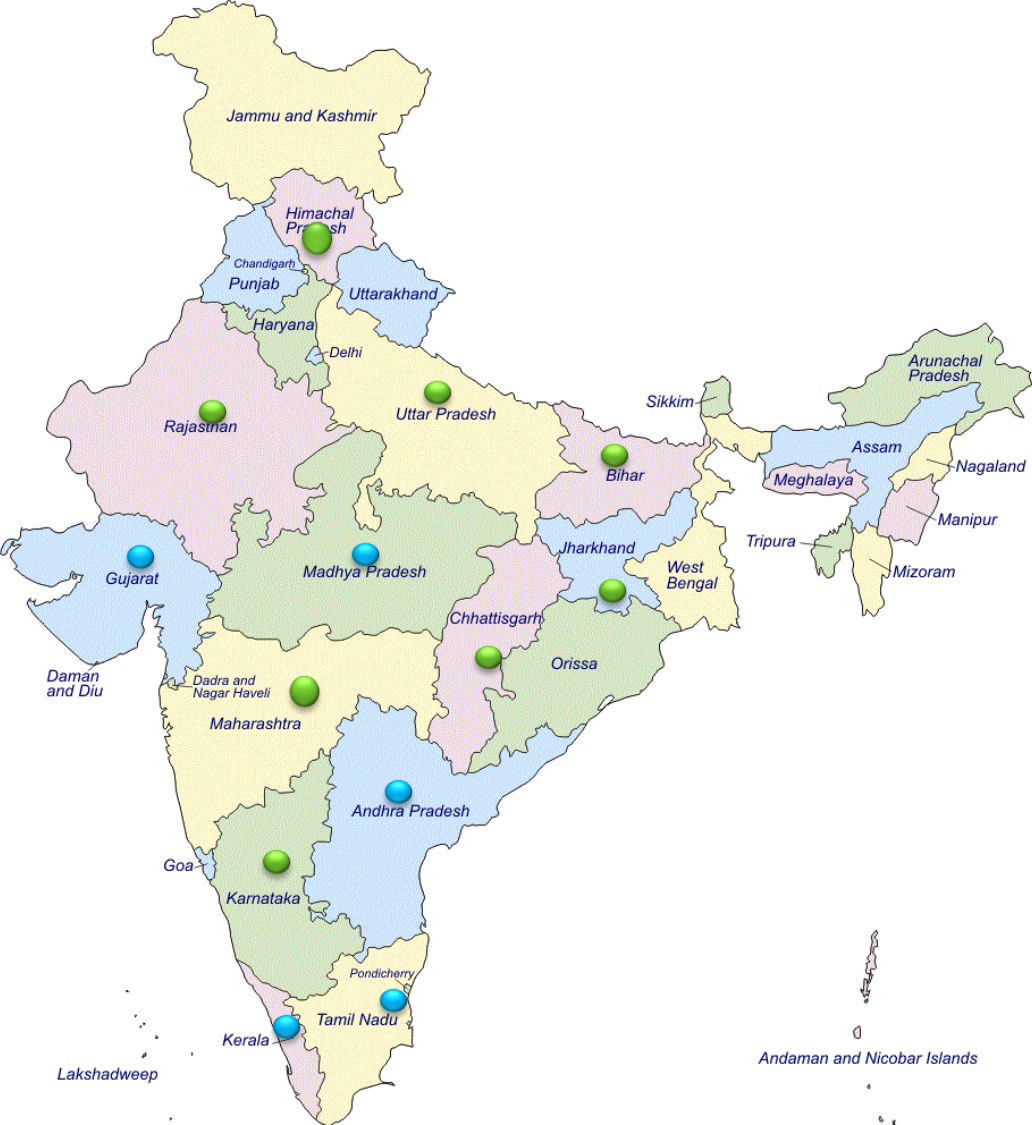 Jammu and Kashmir
Himachal
Pradesh
Chandigarh
Punjab
Uttarakhand
Haryana
Delhi
Rajasthan
Uttar Pradesh
Bihar
Sikkim
Arunachal
Pradesh
Assam
Nagaland
Meghalaya
Manipur
Tripura
Mizoram
Gujarat
Madhya Pradesh
Jharkhand
West
Bengal
Chhattisgarh
Orissa
Daman
and Diu
Dadra and
Nagar Haveli
Maharashtra
Andhra Pradesh
Goa
Karnataka
Pondicherry
Tamil Nadu
Kerala
Lakshadweep
Andaman and Nicobar Islands